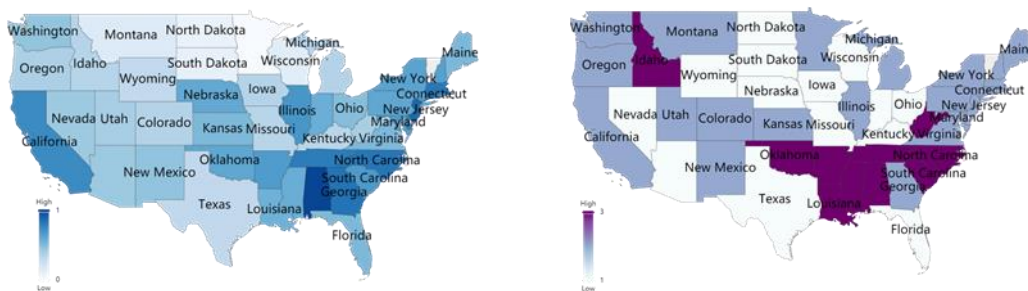 Washington
Montana
North Dakota
Michigan
Maine
Oregon
Idaho
South Dakota
Wisconsin
Wyoming
New York
Connecticut
Nebraska
Iowa
Illinois
Ohio
New Jersey
Maryland
Nevada
Utah
Colorado
Kansas
Missouri
Kentucky
Virginia
California
New Mexico
Oklahoma
North Carolina
South Carolina
Georgia
Texas
Louisiana
Florida
High
1
0
Low
Washington
Montana
North Dakota
Michigan
Maine
Oregon
Idaho
South Dakota
Wisconsin
Wyoming
New York
Connecticut
Nebraska
Iowa
Illinois
Ohio
New Jersey
Maryland
Nevada
Utah
Colorado
Kansas
Missouri
Kentucky
Virginia
California
New Mexico
Oklahoma
North Carolina
South Carolina
Georgia
Texas
Louisiana
Florida
High
3
1
Low